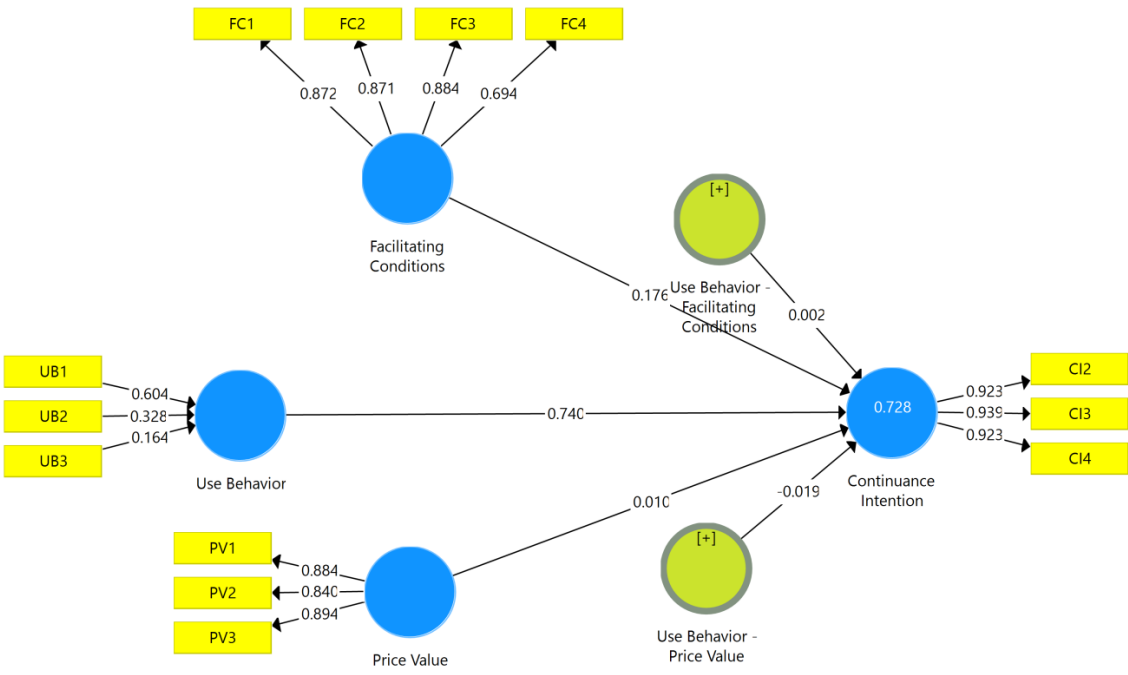 FC1 FC2 FC3 FC4
0.872 0.871 0.884 0.694
[+]
Facilitating
Conditions
0.176
Use Behavior -
Facilitating
Conditions
0.002
UB1
UB2
UB3
0.604
0.328
0.164
Use Behavior
0.740
0.728
0.923
0.939
0.923
CI2
CI3
CI4
Continuance
Intention
0.010
-0.019
PV1
PV2
PV3
0.884
0.840
0.894
Price Value
[+]
Use Behavior -
Price Value